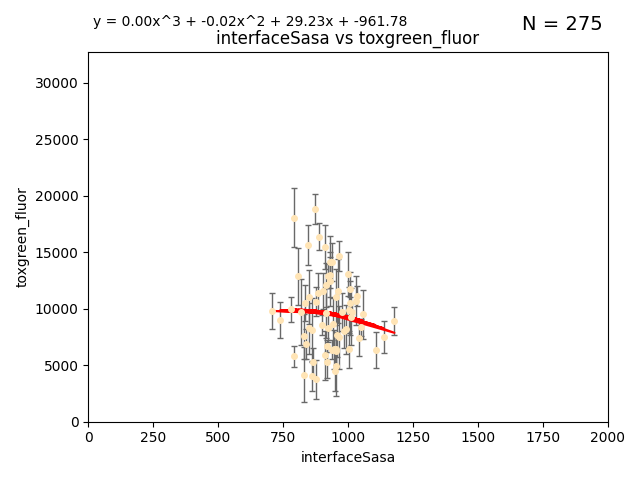 y = 0.00x^3 + -0.02x^2 + 29.23x + -961.78
N = 275
interfaceSasa vs toxgreen_fluor
30000
25000
20000
15000
10000
5000
0
toxgreen_fluor
0 250 500 750 1000 1250 1500 1750 2000
interfaceSasa